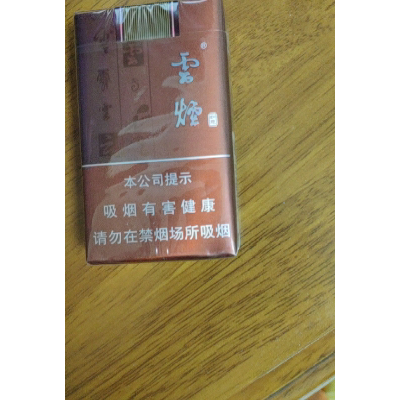 雲煙
®
本公司提示
吸烟有害健康
请勿在禁烟场所吸烟